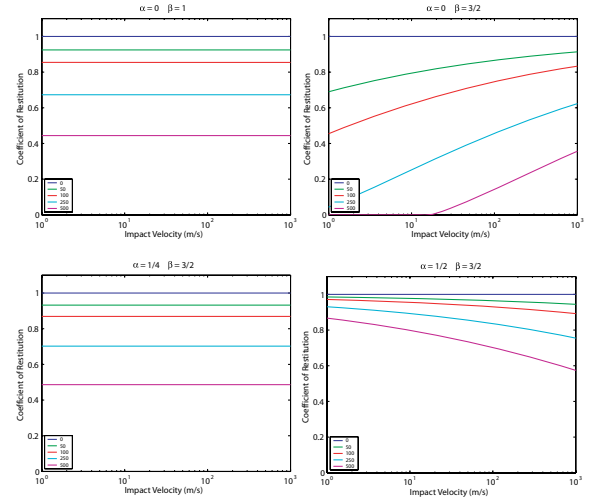 α = 0 β = 1
Coefficient of Restitution
1
0.8
0.6
0.4
0.2
0
0
50
100
250
500
10^0 10^1 10^2 10^3
Impact Velocity (m/s)
α = 0 β = 3/2
Coefficient of Restitution
1
0.8
0.6
0.4
0.2
0
0
50
100
250
500
10^0 10^1 10^2 10^3
Impact Velocity (m/s)
α = 1/4 β = 3/2
Coefficient of Restitution
1
0.8
0.6
0.4
0.2
0
0
50
100
250
500
10^0 10^1 10^2 10^3
Impact Velocity (m/s)
α = 1/2 β = 3/2
Coefficient of Restitution
1
0.8
0.6
0.4
0.2
0
0
50
100
250
500
10^0 10^1 10^2 10^3
Impact Velocity (m/s)